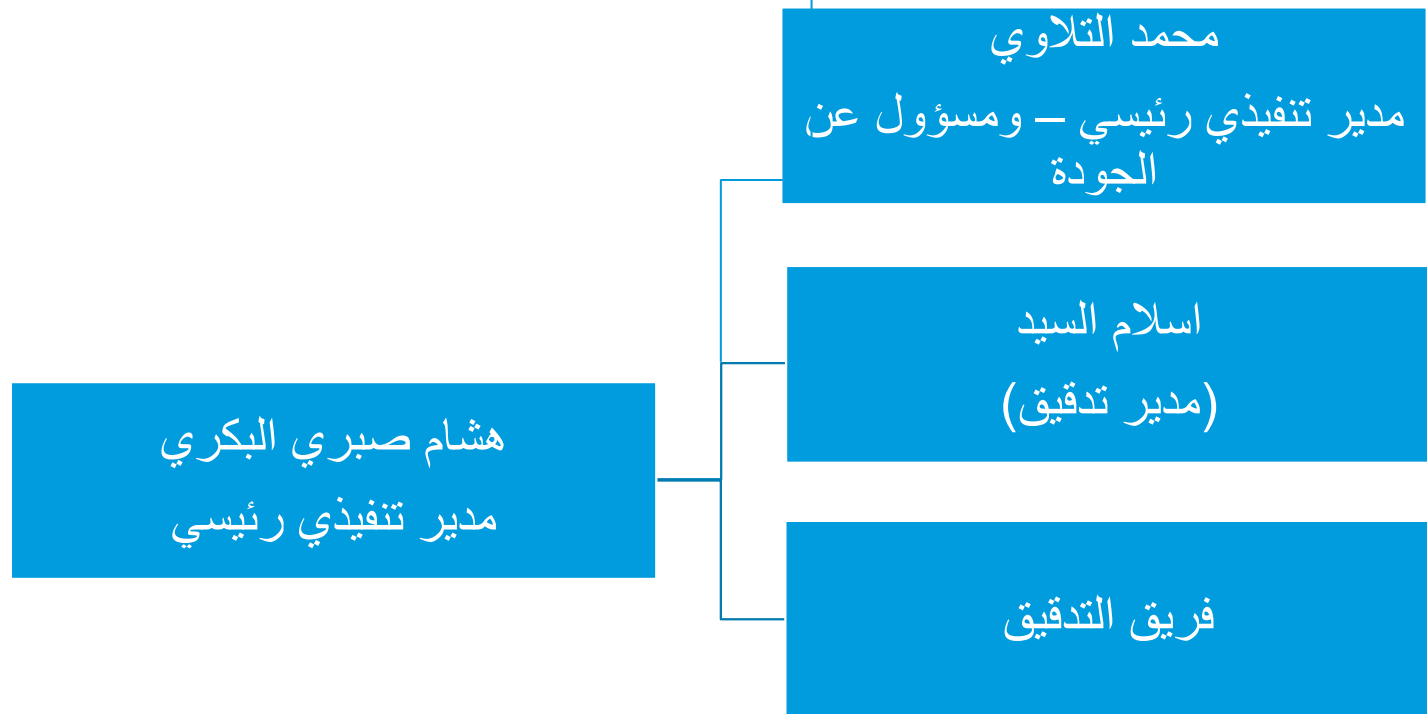 محمد التلاوي
مدير تنفيذي رئيسي – ومسؤول عن
الجودة
اسلام السيد
(مدير تدقيق)
هشام صبري البكري
مدير تنفيذي رئيسي
فريق التدقيق